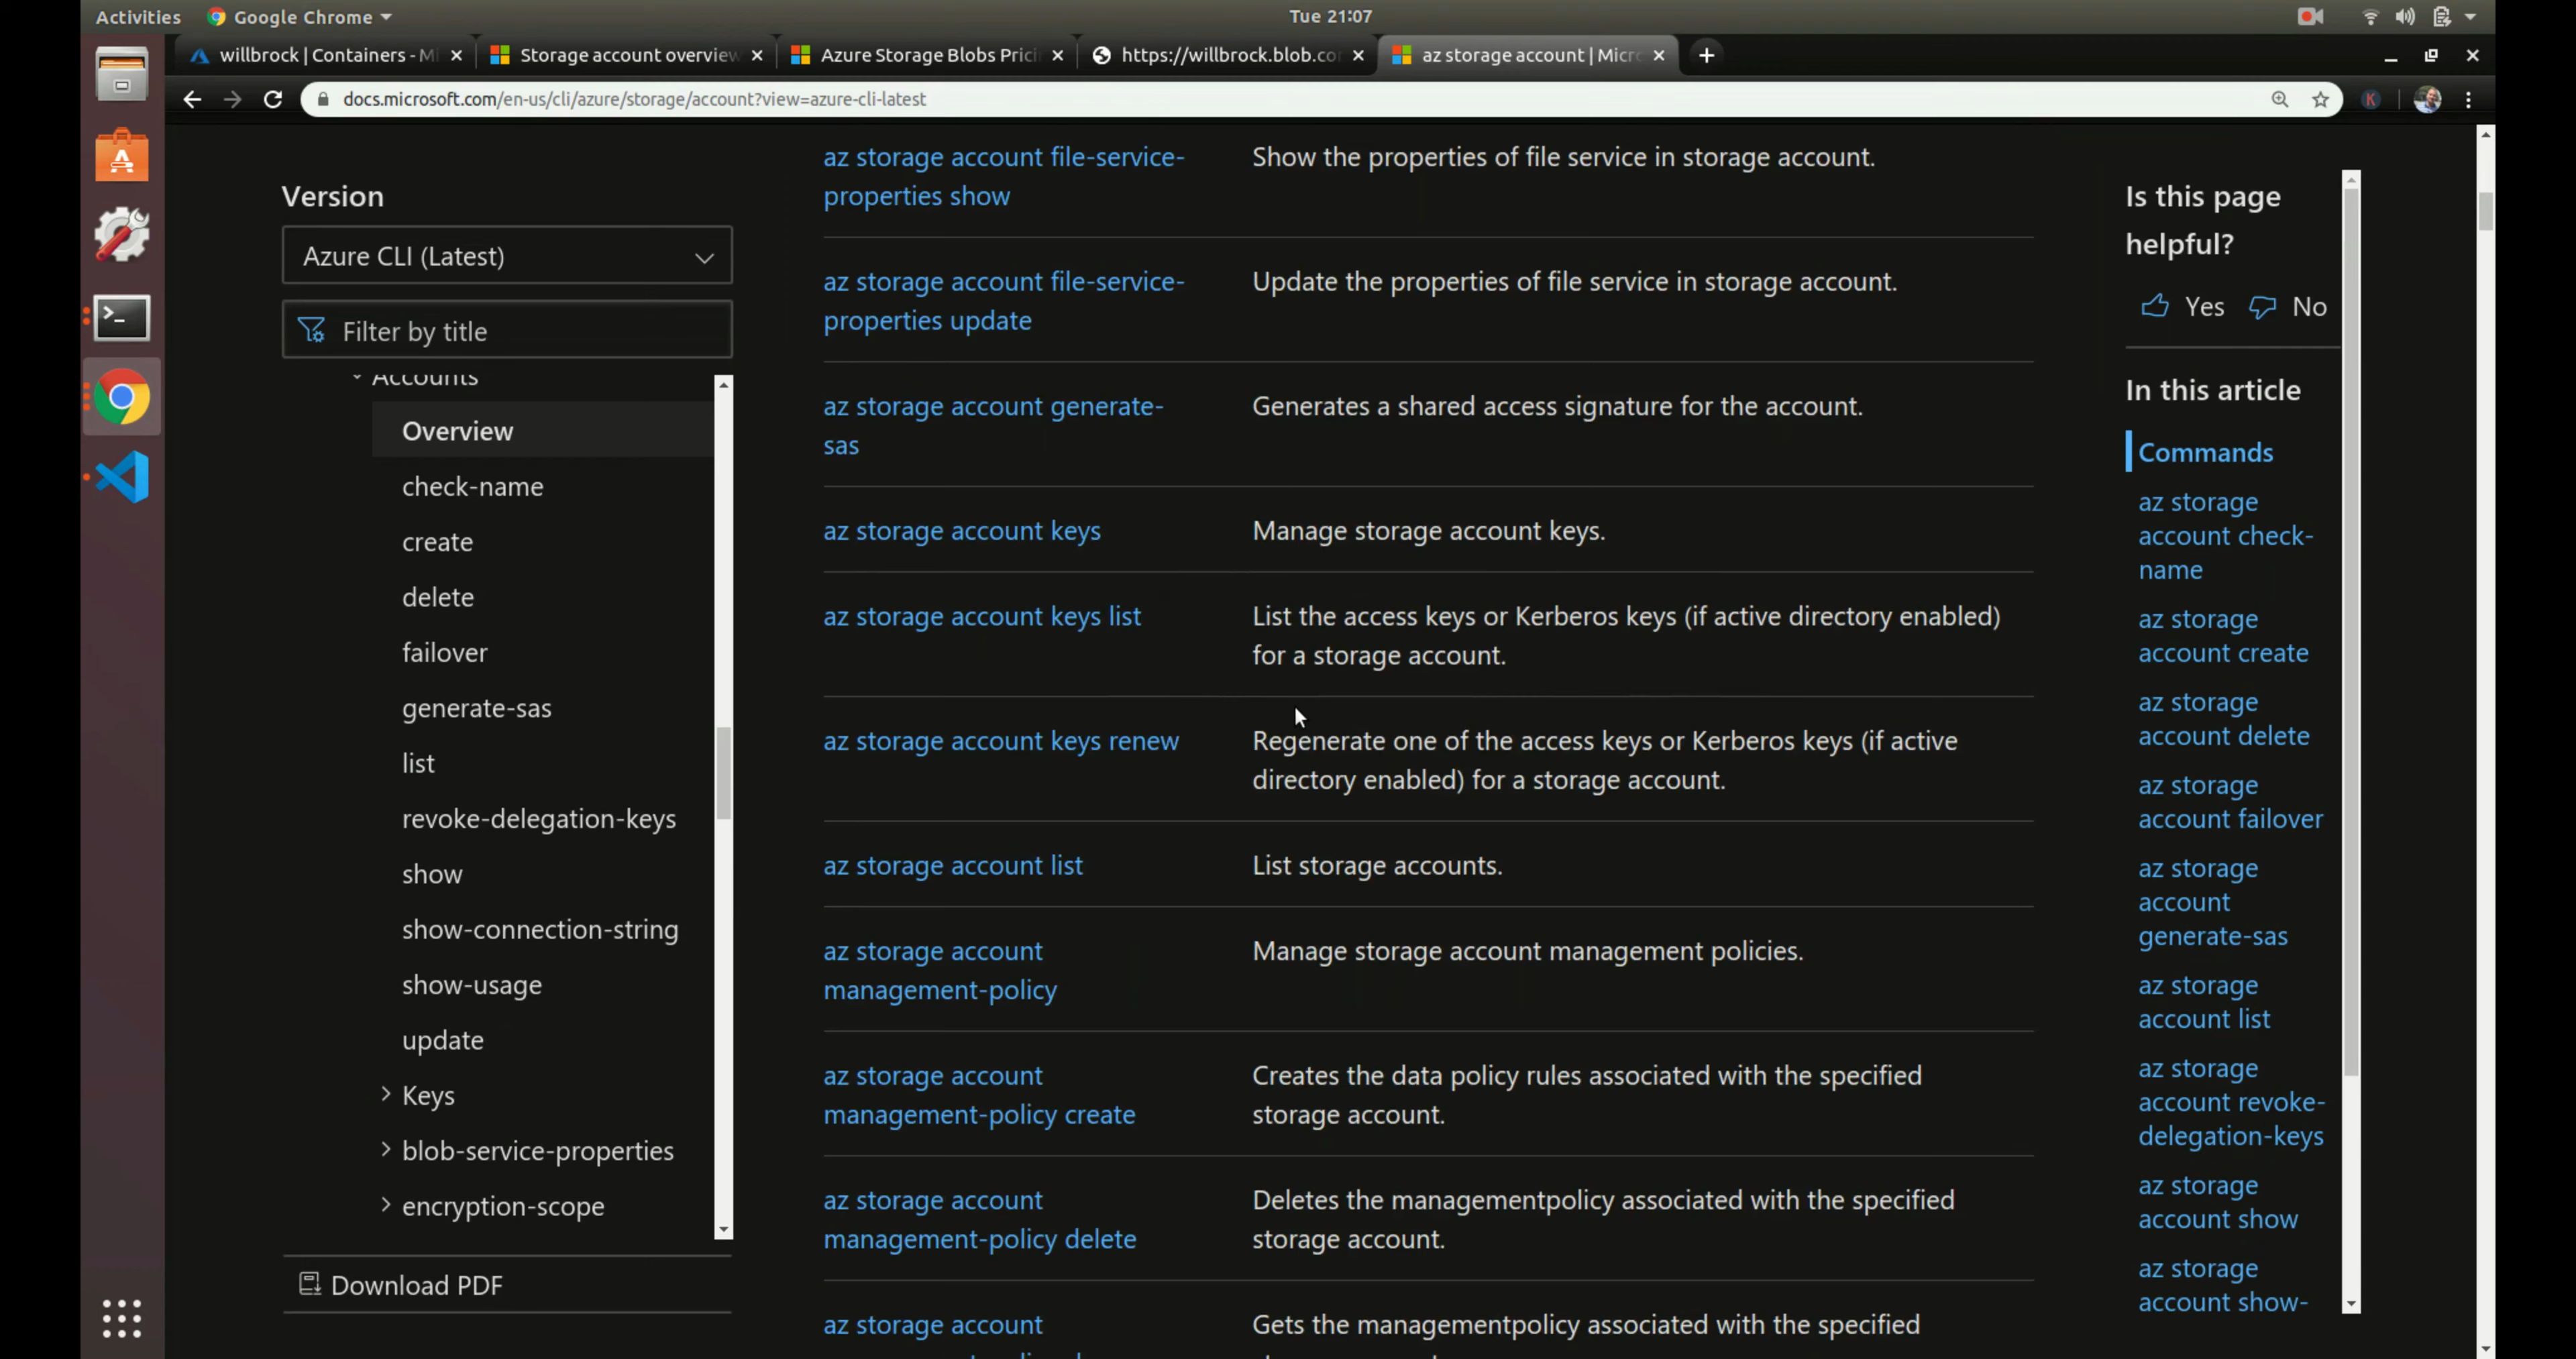 Activities
Google Chrome
Tue 21:07
willbrock | Containers - Mi
Storage account overview
Azure Storage Blobs Prici
https://willbrock.blob.co
az storage account | Micro
docs.microsoft.com/en-us/cli/azure/storage/account?view=azure-cli-latest
K
Version
Azure CLI (Latest)
Filter by title
Accounts
Overview
check-name
create
delete
failover
generate-sas
list
revoke-delegation-keys
show
show-connection-string
show-usage
update
Keys
blob-service-properties
encryption-scope
Download PDF
az storage account file-service-
properties show
Show the properties of file service in storage account.
az storage account file-service-
properties update
Update the properties of file service in storage account.
az storage account generate-
sas
Generates a shared access signature for the account.
az storage account keys
Manage storage account keys.
az storage account keys list
List the access keys or Kerberos keys (if active directory enabled)
for a storage account.
az storage account keys renew
Regenerate one of the access keys or Kerberos keys (if active
directory enabled) for a storage account.
az storage account list
List storage accounts.
az storage account
management-policy
Manage storage account management policies.
az storage account
management-policy create
Creates the data policy rules associated with the specified
storage account.
az storage account
management-policy delete
Deletes the managementpolicy associated with the specified
storage account.
az storage account
Gets the managementpolicy associated with the specified
Is this page
helpful?
Yes No
In this article
Commands
az storage
account check-
name
az storage
account create
az storage
account delete
az storage
account failover
az storage
account
generate-sas
az storage
account list
az storage
account revoke-
delegation-keys
az storage
account show
az storage
account show-